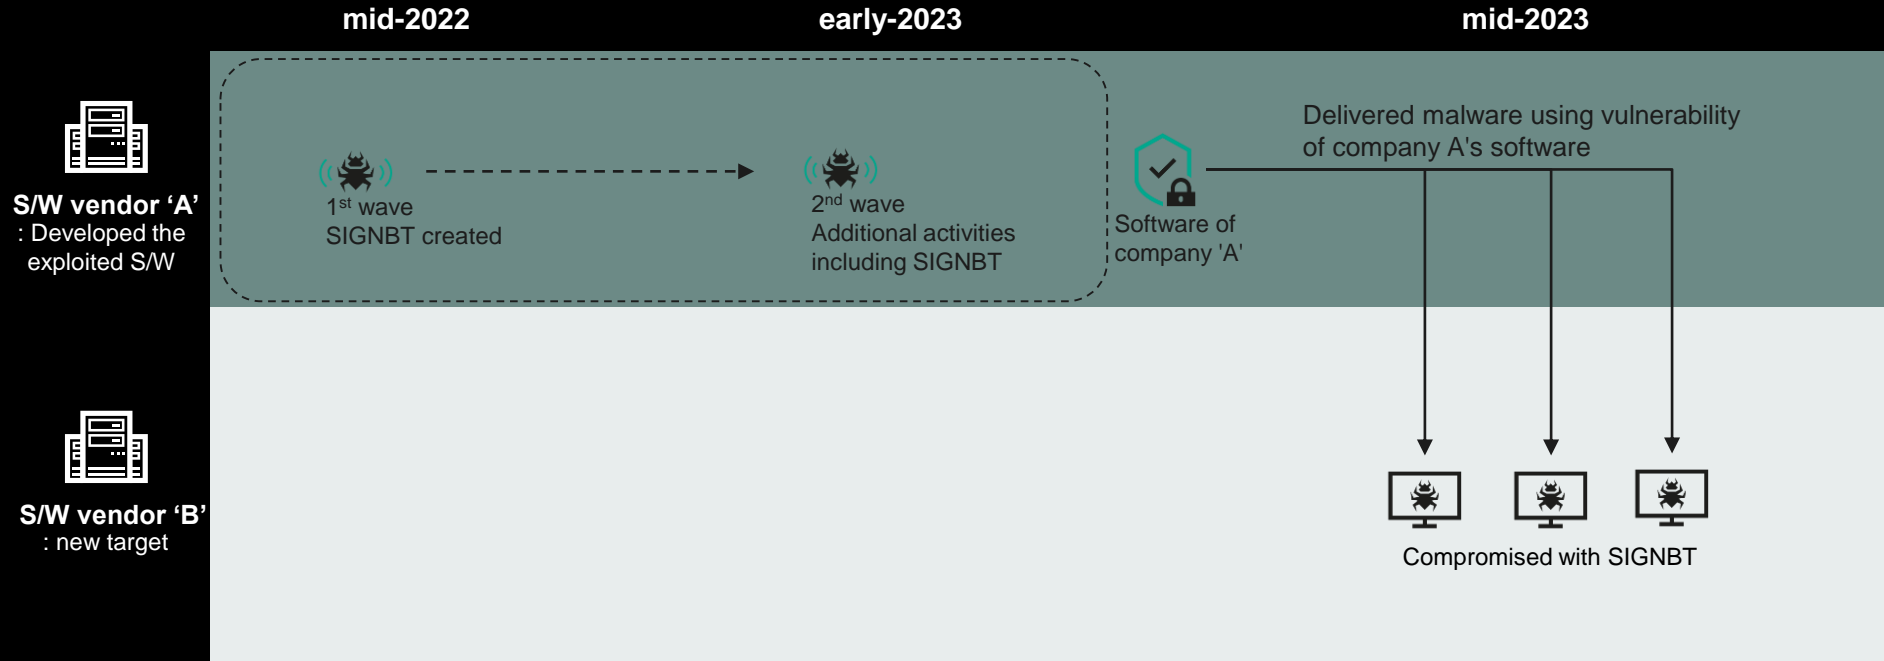 mid-2022
early-2023
mid-2023
S/W vendor ‘A’
: Developed the
exploited S/W
1st wave
SIGNBT created
2nd wave
Additional activities
including SIGNBT
Software of
company 'A'
Delivered malware using vulnerability
of company A's software
S/W vendor ‘B’
: new target
Compromised with SIGNBT